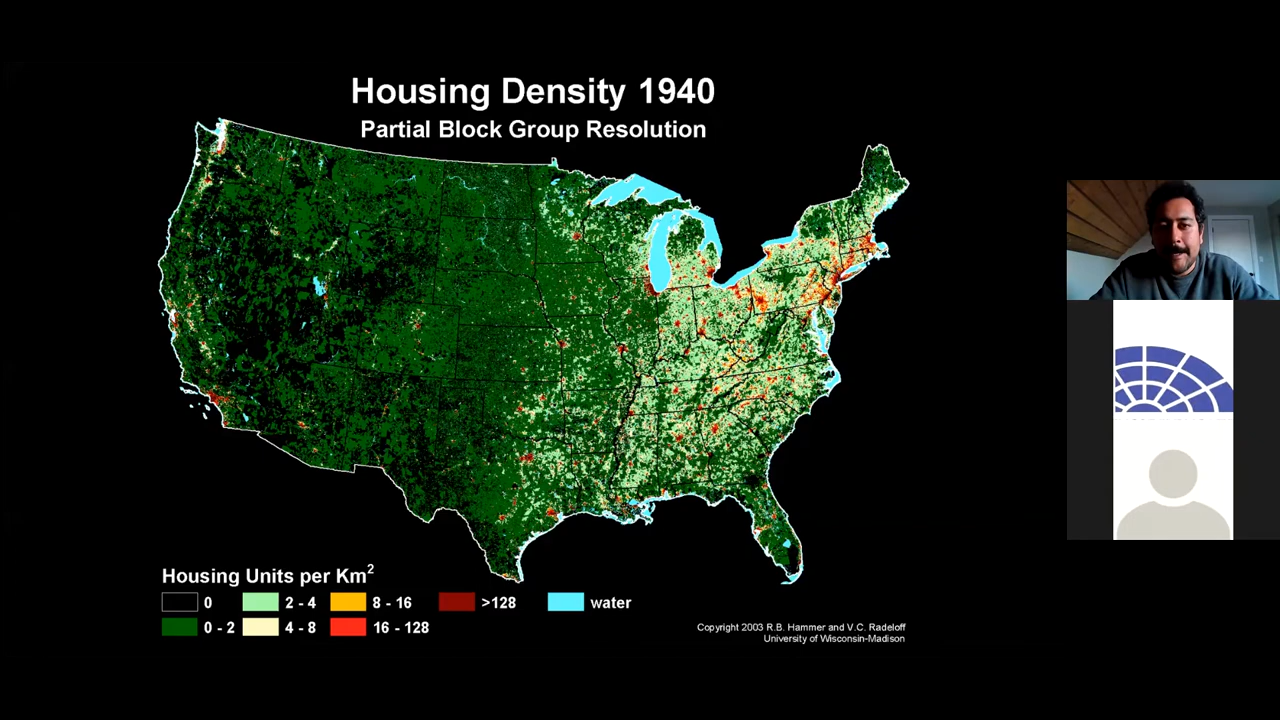 Housing Density 1940
Partial Block Group Resolution
Housing Units per Km²
0
2 - 4
8 - 16
>128
water
0 - 2
4 - 8
16 - 128
Copyright 2003 R.B. Hammer and V.C. Radeloff
University of Wisconsin-Madison